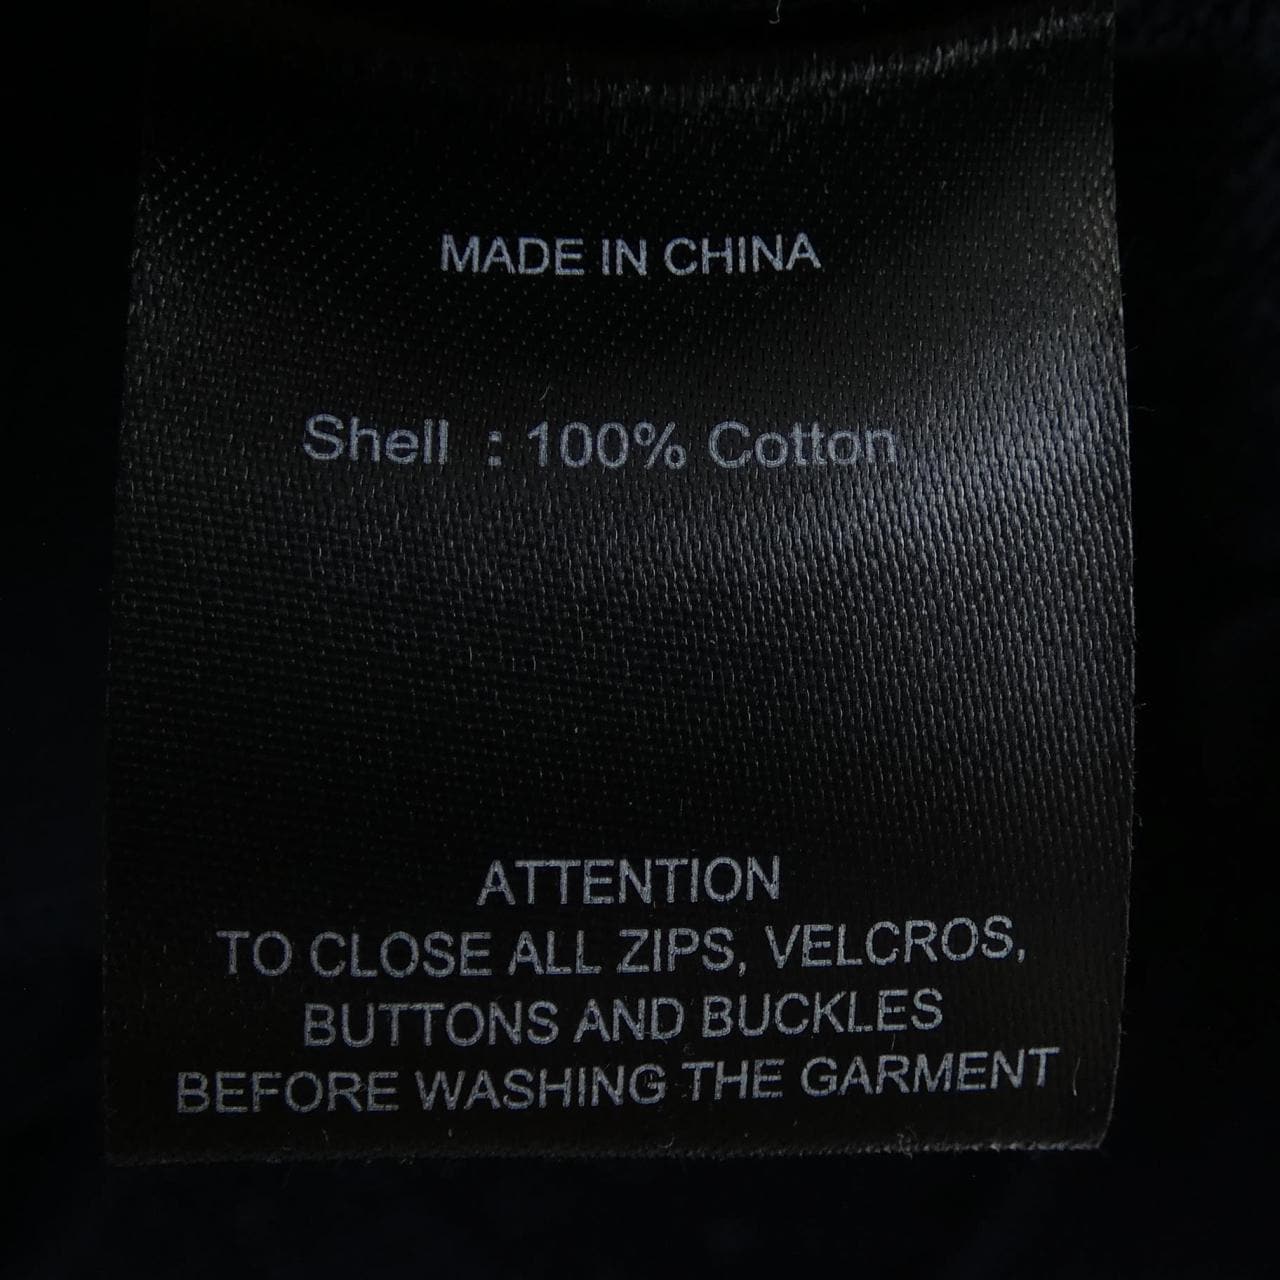 MADE IN CHINA
Shell : 100% Cotton
ATTENTION
TO CLOSE ALL ZIPS, VELCROS,
BUTTONS AND BUCKLES
BEFORE WASHING THE GARMENT